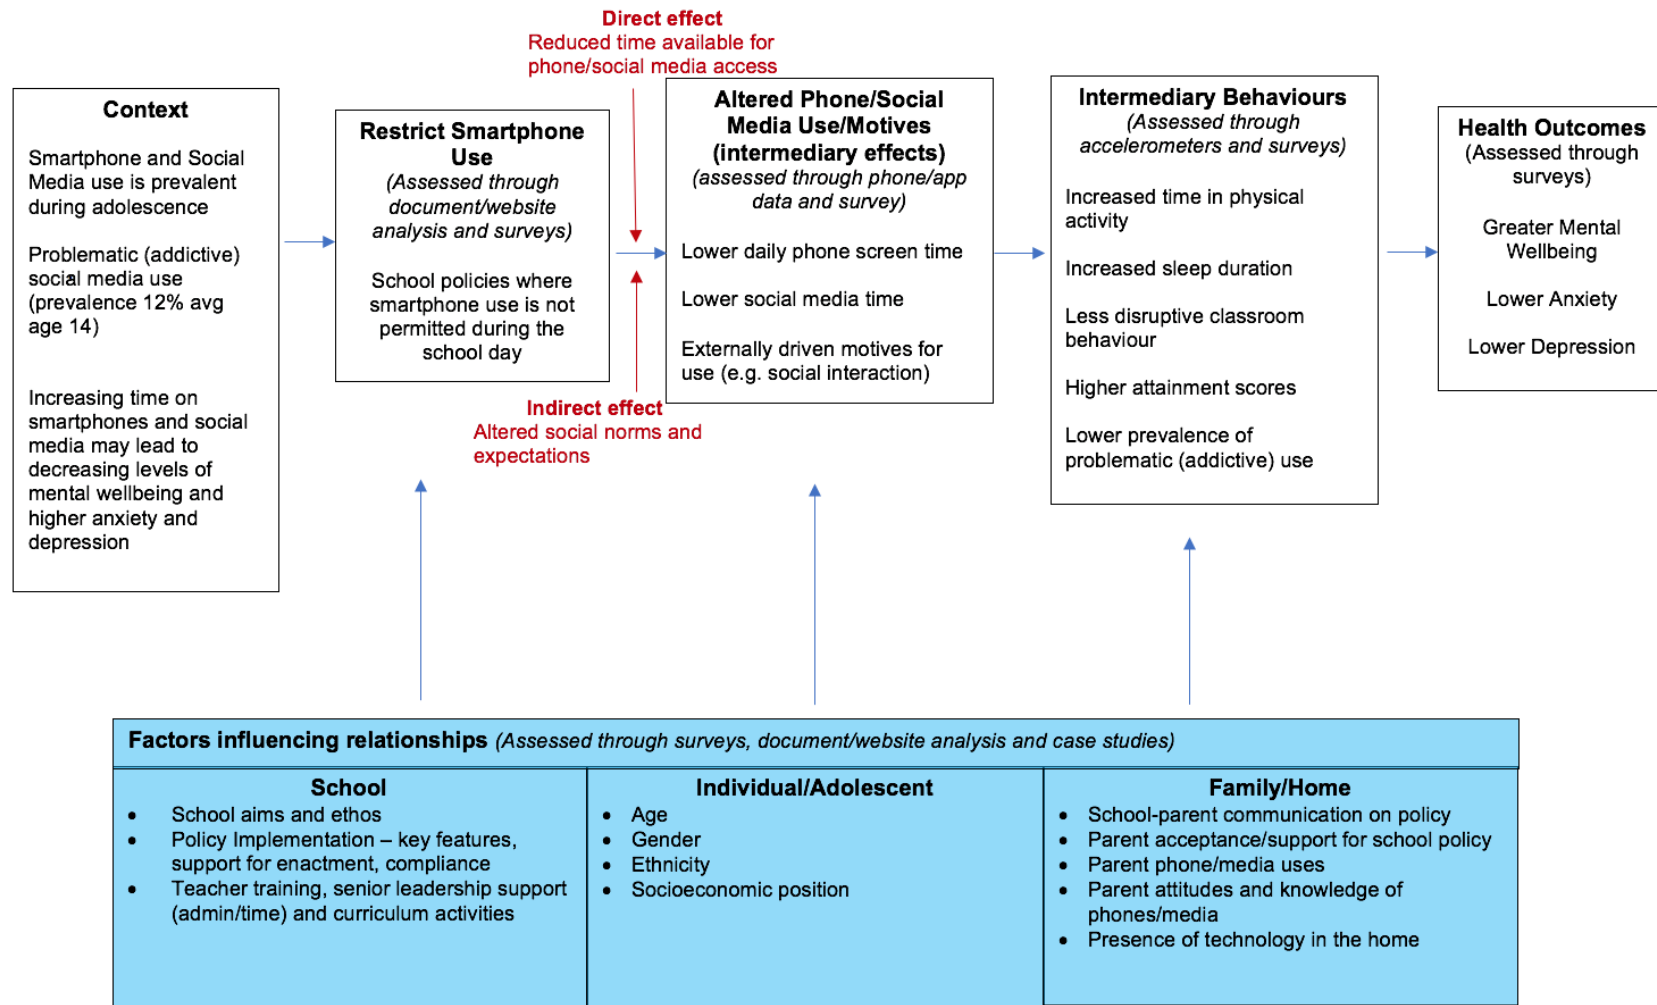 Direct effect
Reduced time available for
phone/social media access
Context
Smartphone and Social
Media use is prevalent
during adolescence
Problematic (addictive)
social media use
(prevalence 12% avg
age 14)
Increasing time on
smartphones and social
media may lead to
decreasing levels of
mental wellbeing and
higher anxiety and
depression
Restrict Smartphone
Use
(Assessed through
document/website
analysis and surveys)
School policies where
smartphone use is not
permitted during the
school day
Indirect effect
Altered social norms and
expectations
Altered Phone/Social
Media Use/Motives
(intermediary effects)
(assessed through phone/app
data and survey)
Lower daily phone screen time
Lower social media time
Externally driven motives for
use (e.g. social interaction)
Intermediary Behaviours
(Assessed through
accelerometers and surveys)
Increased time in physical
activity
Increased sleep duration
Less disruptive classroom
behaviour
Higher attainment scores
Lower prevalence of
problematic (addictive) use
Health Outcomes
(Assessed through
surveys)
Greater Mental
Wellbeing
Lower Anxiety
Lower Depression
Factors influencing relationships (Assessed through surveys, document/website analysis and case studies)
School
• School aims and ethos
• Policy Implementation – key features,
support for enactment, compliance
• Teacher training, senior leadership support
(admin/time) and curriculum activities
Individual/Adolescent
• Age
• Gender
• Ethnicity
• Socioeconomic position
Family/Home
• School-parent communication on policy
• Parent acceptance/support for school policy
• Parent phone/media uses
• Parent attitudes and knowledge of
phones/media
• Presence of technology in the home